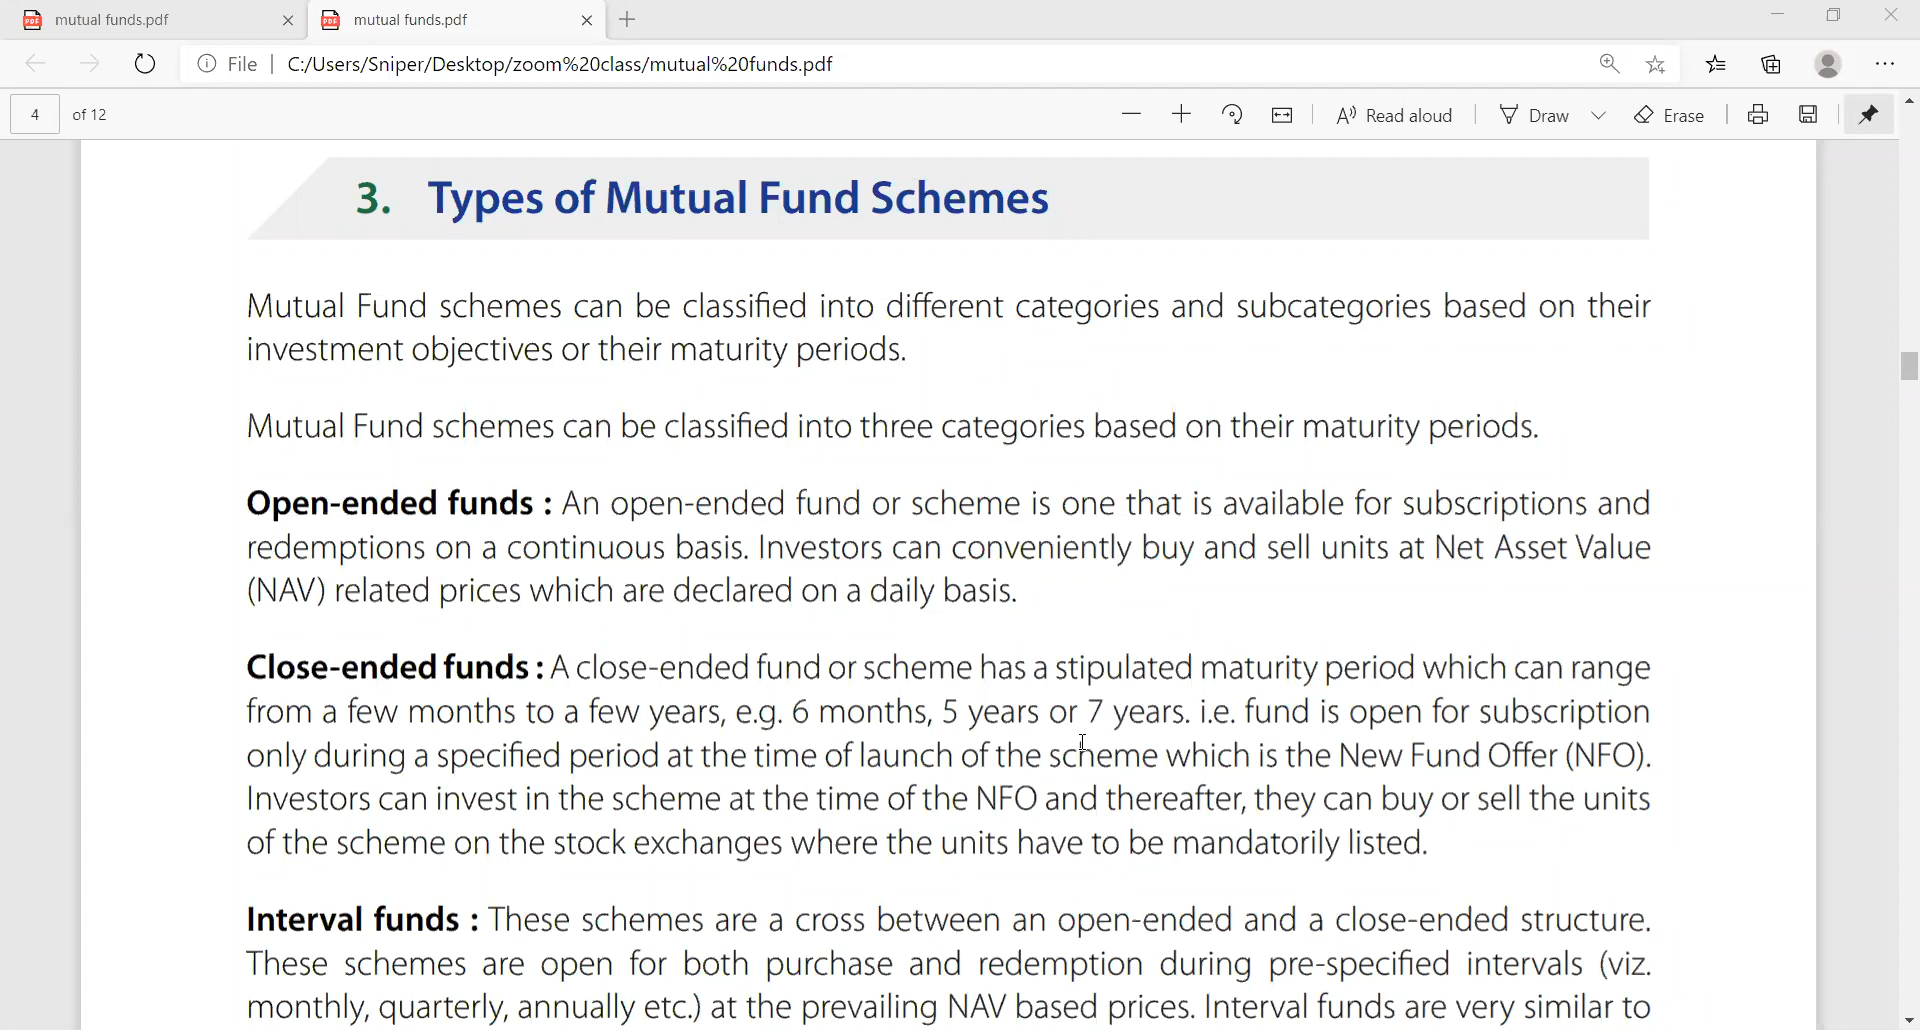 mutual funds.pdf
mutual funds.pdf
File | C:/Users/Sniper/Desktop/zoom%20class/mutual%20funds.pdf
4 of 12
Read aloud
Draw
Erase
3. Types of Mutual Fund Schemes
Mutual Fund schemes can be classified into different categories and subcategories based on their
investment objectives or their maturity periods.
Mutual Fund schemes can be classified into three categories based on their maturity periods.
Open-ended funds : An open-ended fund or scheme is one that is available for subscriptions and
redemptions on a continuous basis. Investors can conveniently buy and sell units at Net Asset Value
(NAV) related prices which are declared on a daily basis.
Close-ended funds : A close-ended fund or scheme has a stipulated maturity period which can range
from a few months to a few years, e.g. 6 months, 5 years or 7 years. i.e. fund is open for subscription
only during a specified period at the time of launch of the scheme which is the New Fund Offer (NFO).
Investors can invest in the scheme at the time of the NFO and thereafter, they can buy or sell the units
of the scheme on the stock exchanges where the units have to be mandatorily listed.
Interval funds : These schemes are a cross between an open-ended and a close-ended structure.
These schemes are open for both purchase and redemption during pre-specified intervals (viz.
monthly, quarterly, annually etc.) at the prevailing NAV based prices. Interval funds are very similar to